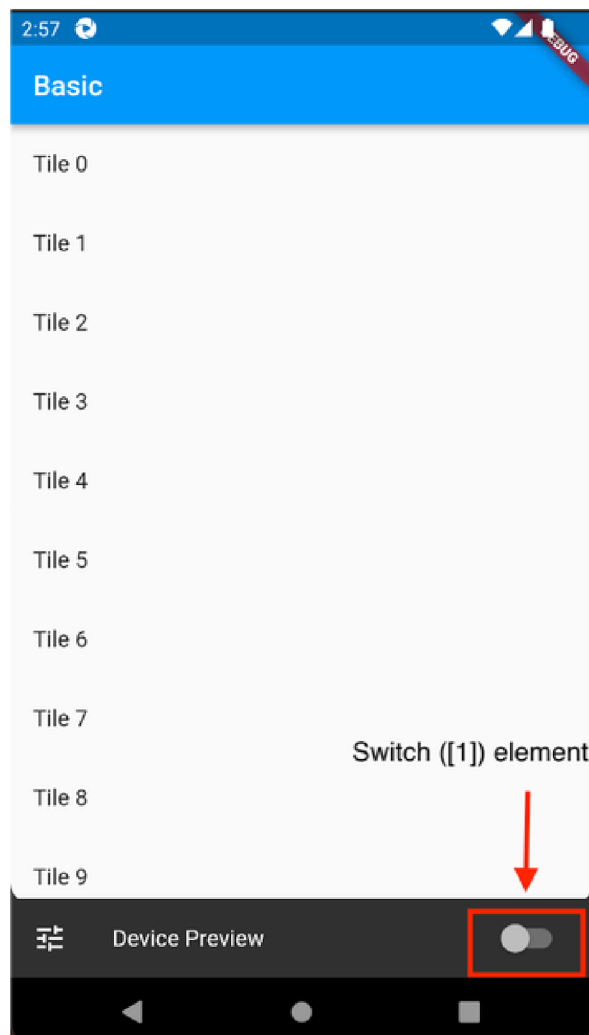 2:57
DEBUG
Basic
Tile 0
Tile 1
Tile 2
Tile 3
Tile 4
Tile 5
Tile 6
Tile 7
Switch ([1]) element
Tile 8
Tile 9
Device Preview